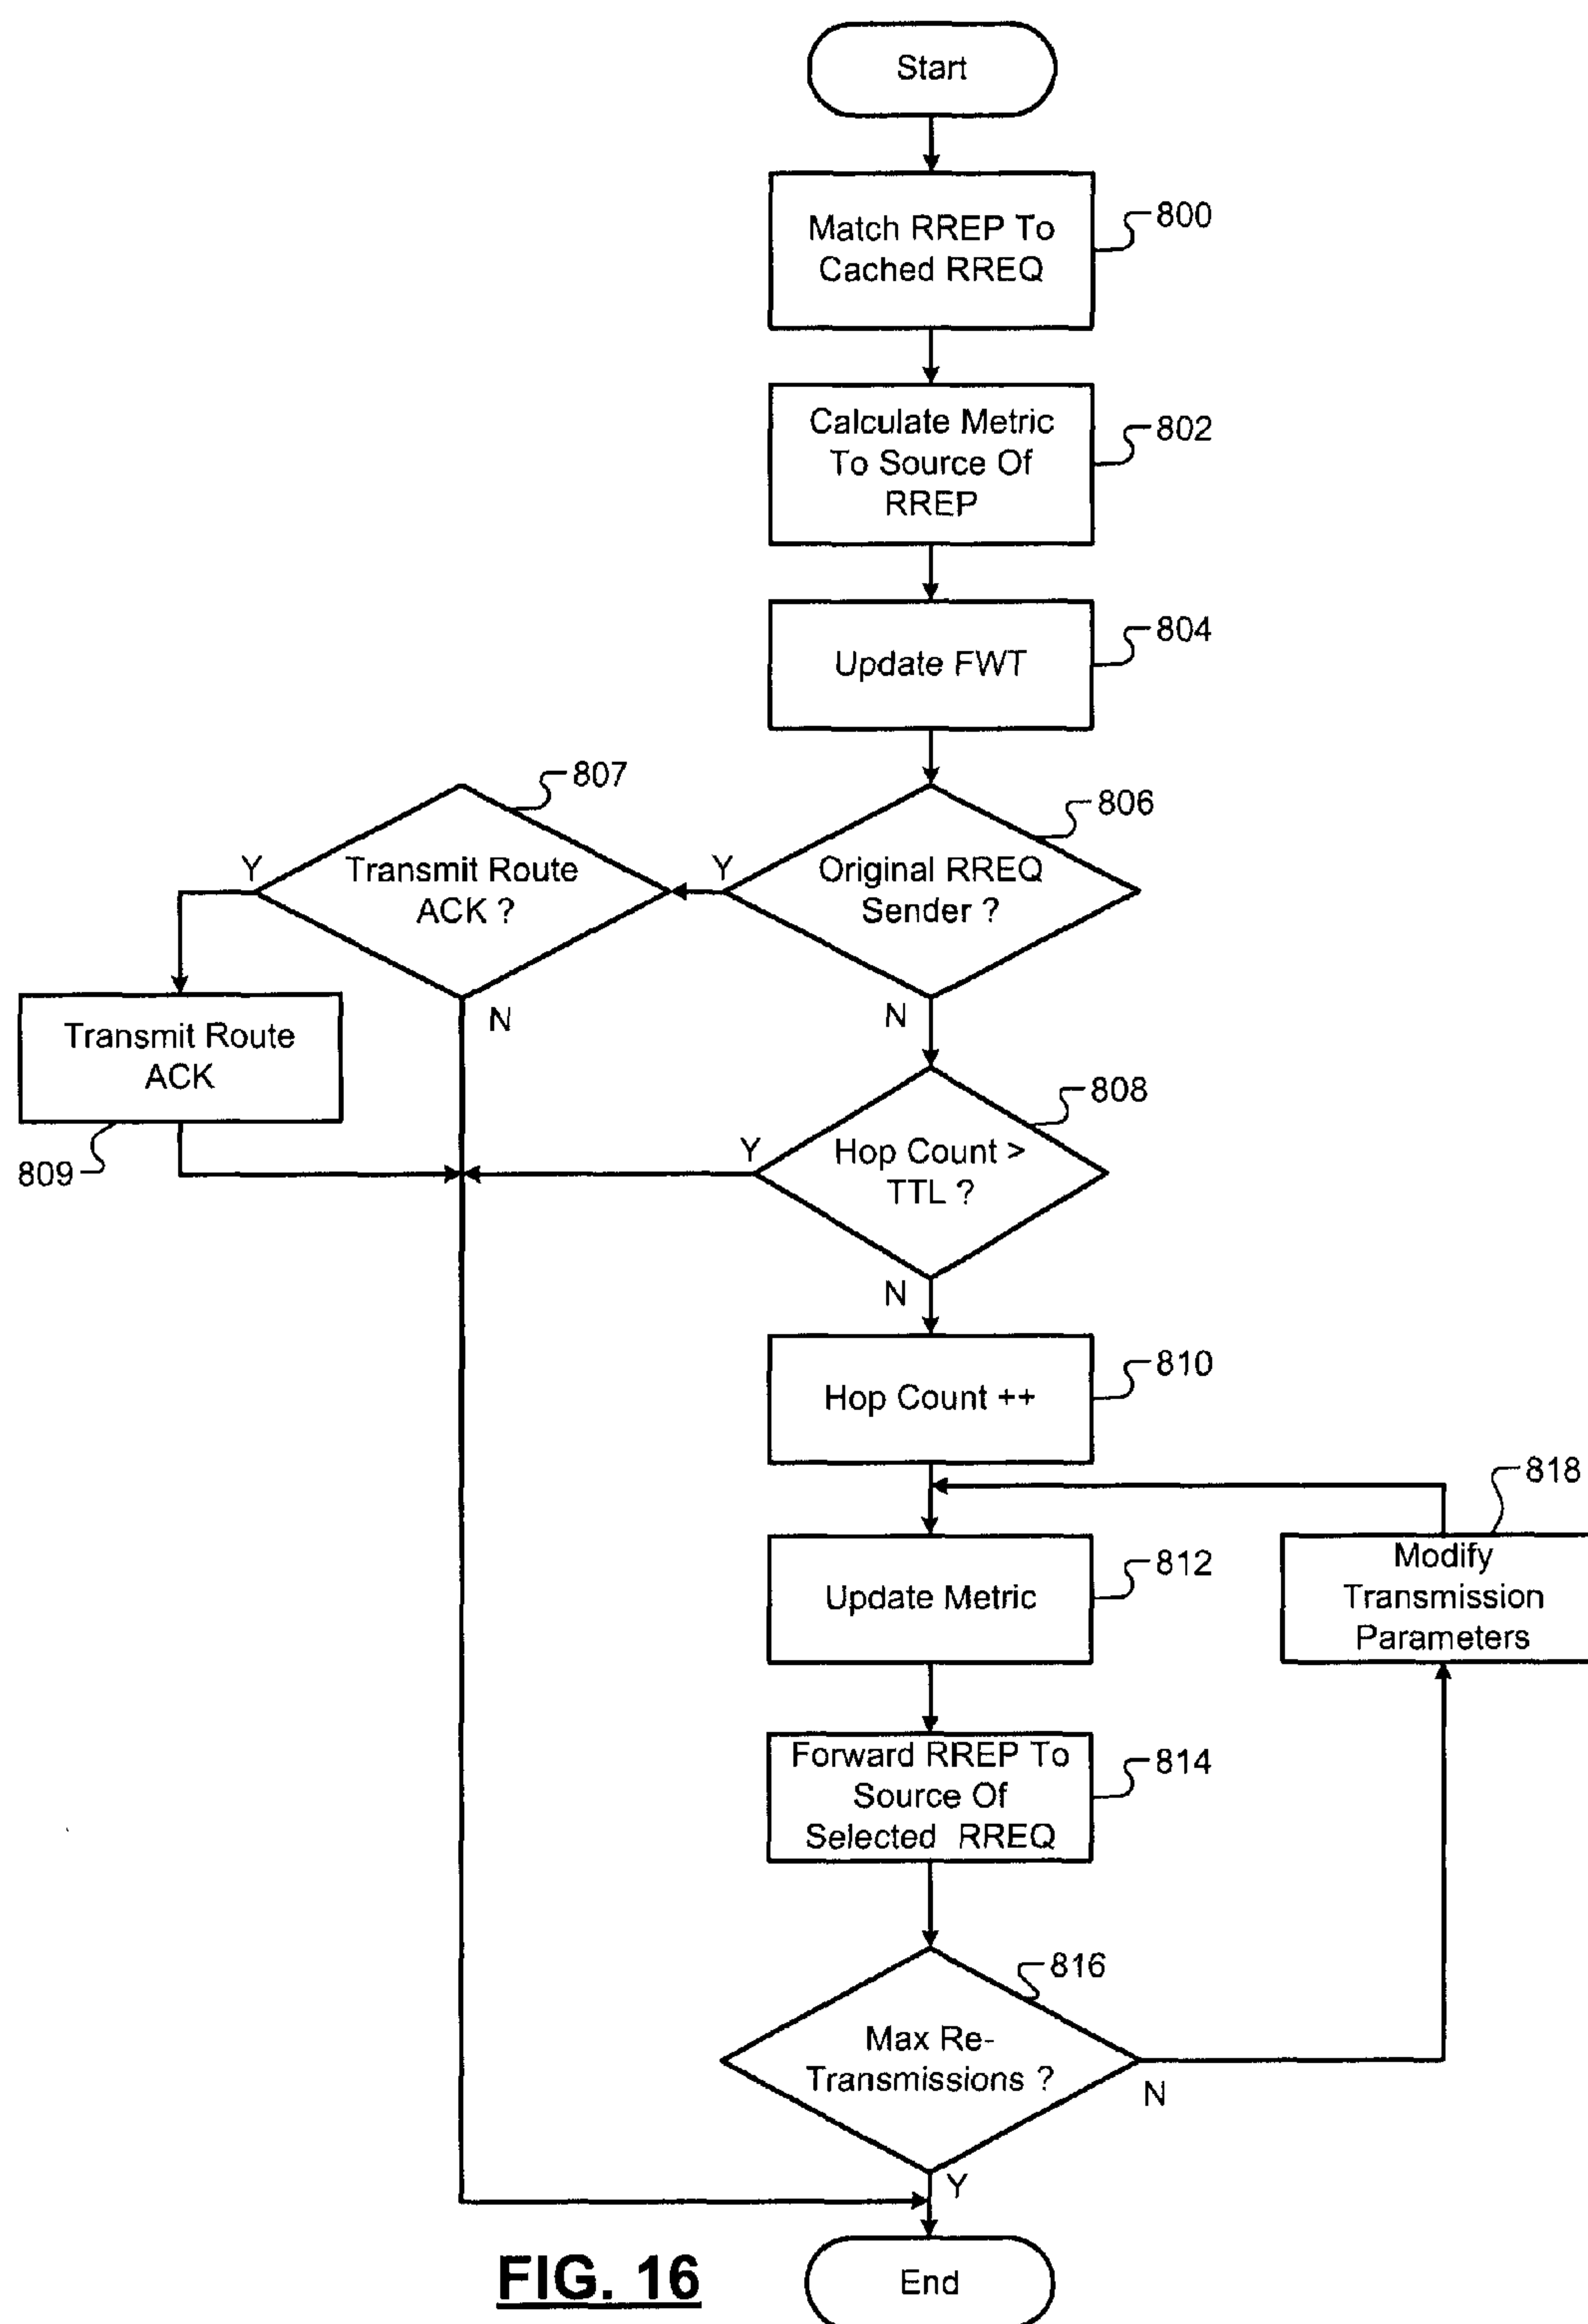 Start
Match RREP To
Cached RREQ
800
Calculate Metric
To Source Of
RREP
802
Update FWT
804
807
Transmit Route
ACK ?
Y
N
806
Original RREQ
Sender ?
Y
N
Transmit Route
ACK
809
808
Hop Count >
TTL ?
Y
N
Hop Count ++
810
818
Modify
Transmission
Parameters
Update Metric
812
Forward RREP To
Source Of
Selected RREQ
814
816
Max Re-
Transmissions ?
N
Y
End
FIG. 16